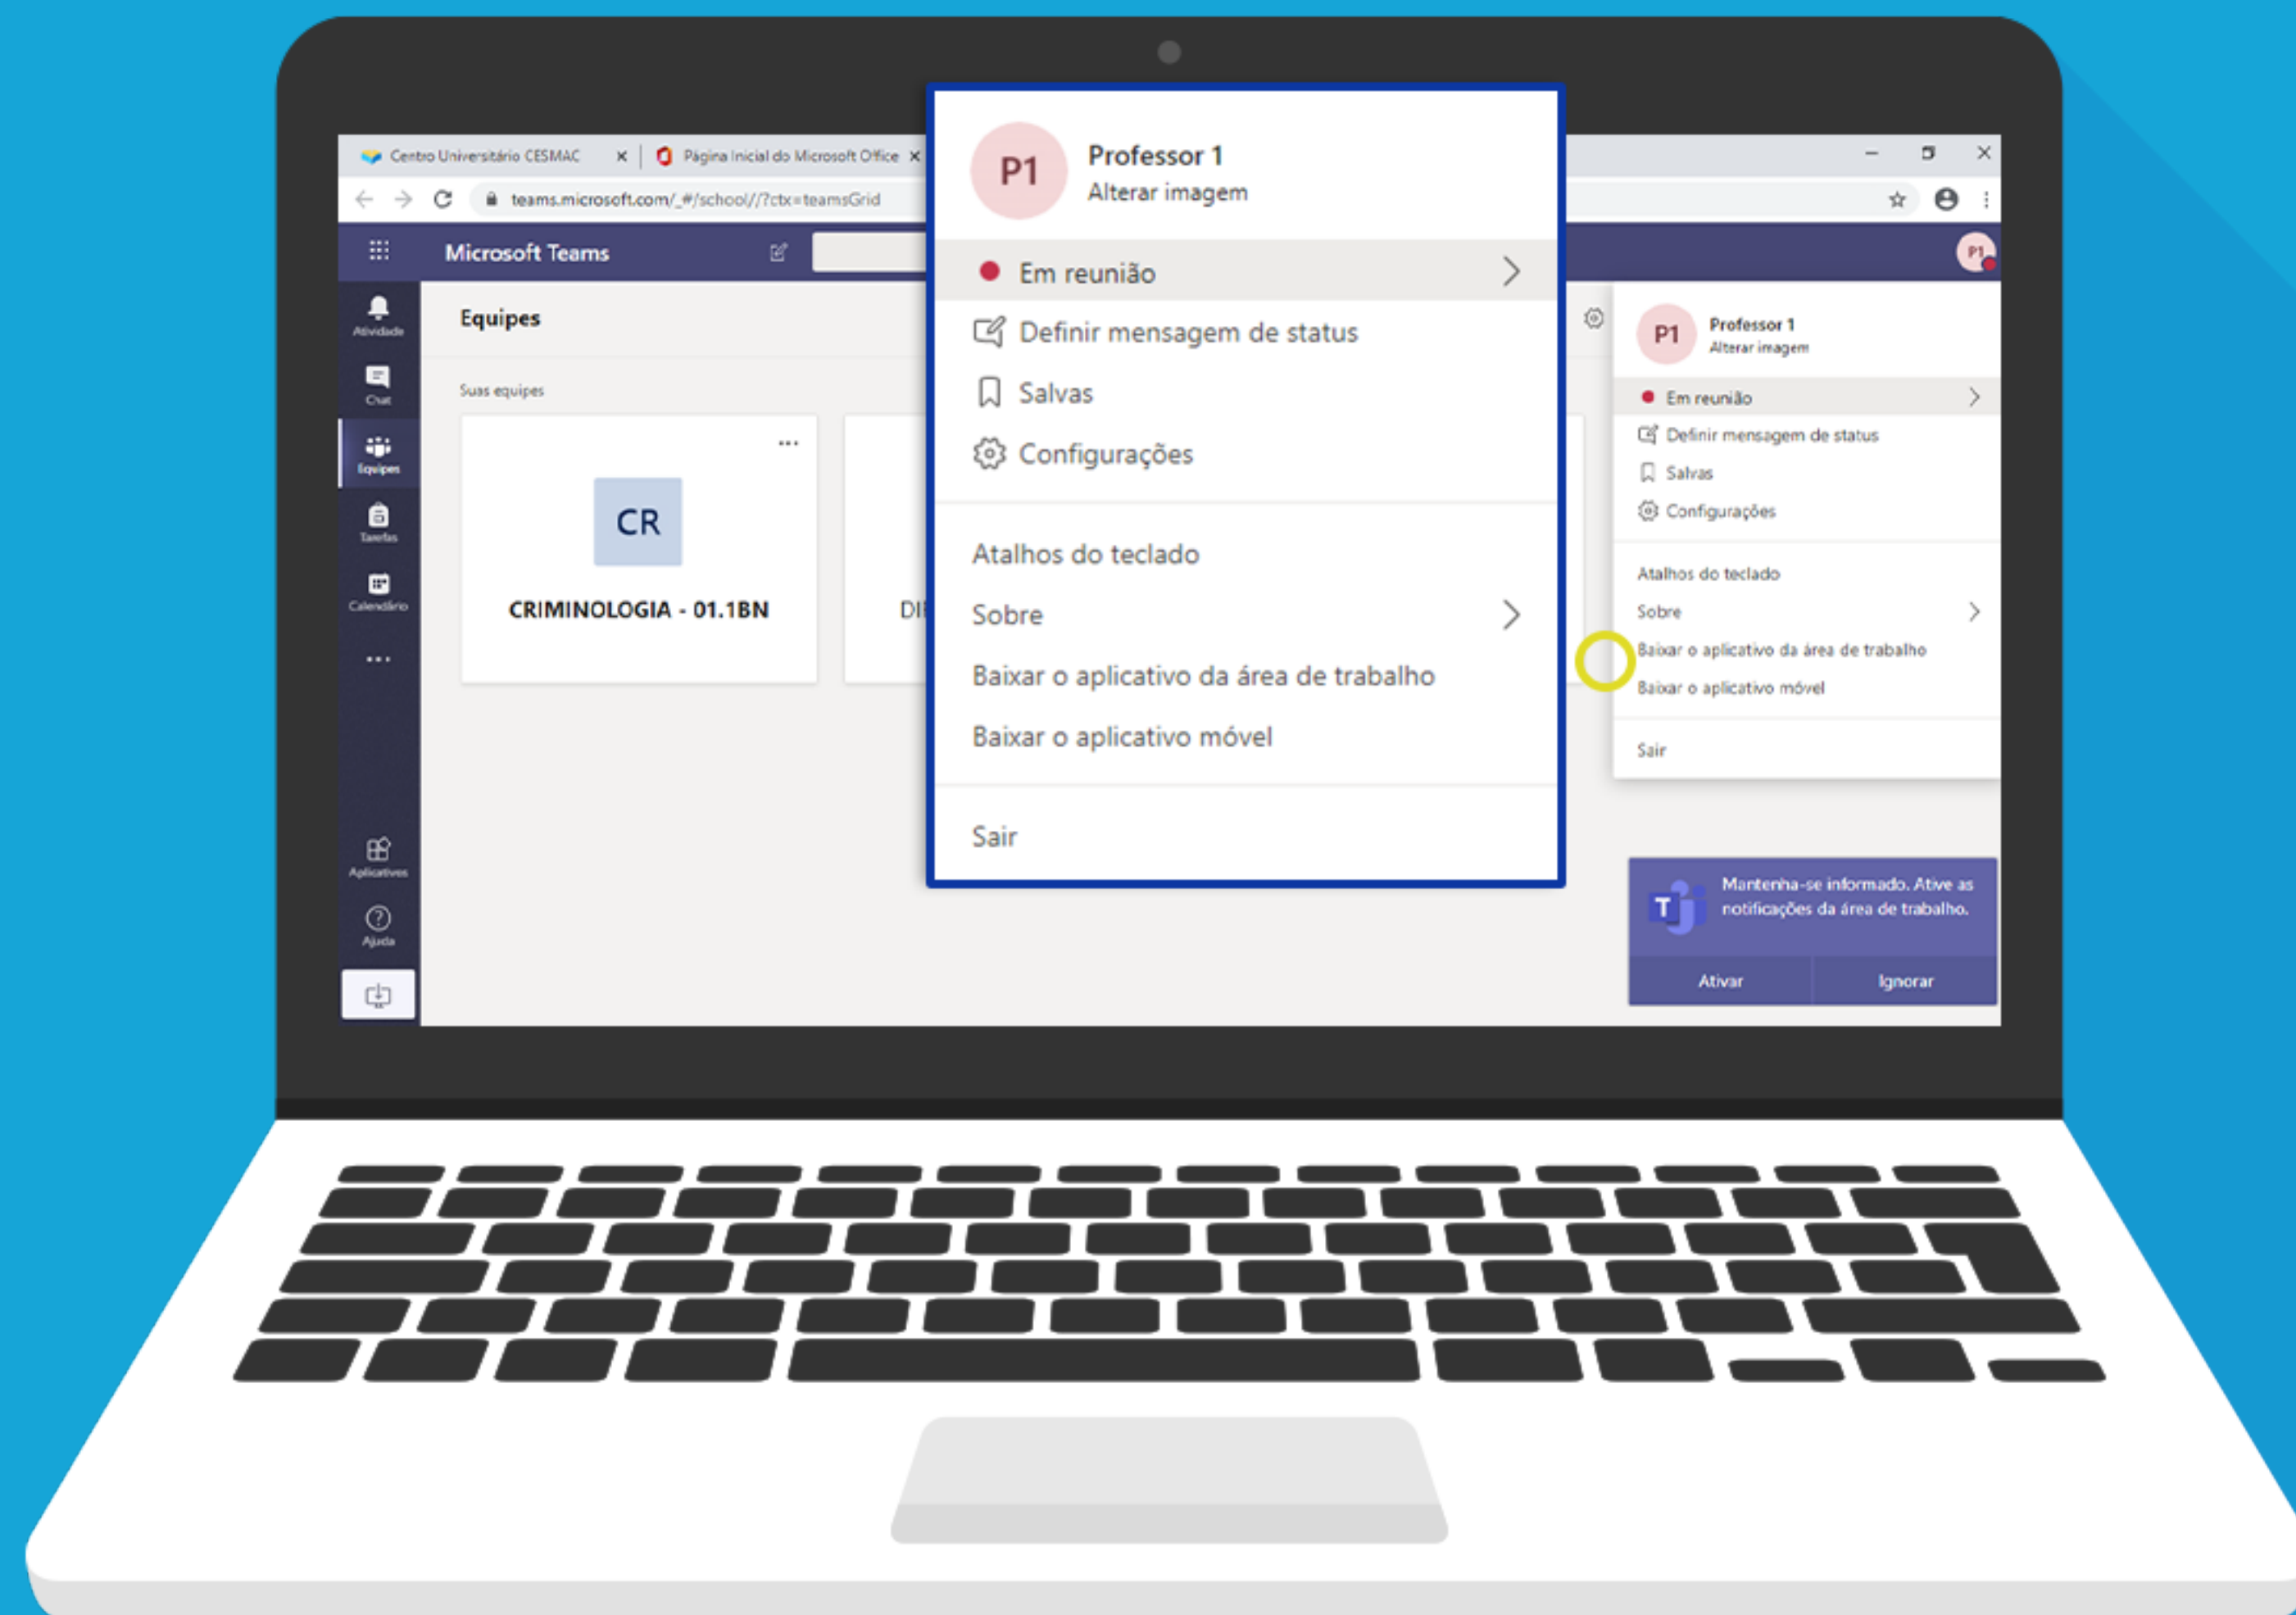 Centro Universitário CESMAC
Página Inicial do Microsoft Office
teams.microsoft.com/_#/school//?ctx=teamsGrid
Microsoft Teams
P1
Atividade
Chat
Equipes
Tarefas
Calendário
Aplicativos
Ajuda
Equipes
Suas equipes
CR
CRIMINOLOGIA - 01.1BN
P1
Professor 1
Alterar imagem
Em reunião
Definir mensagem de status
Salvas
Configurações
Atalhos do teclado
Sobre
Baixar o aplicativo da área de trabalho
Baixar o aplicativo móvel
Sair
P1
Professor 1
Alterar imagem
Em reunião
Definir mensagem de status
Salvas
Configurações
Atalhos do teclado
Sobre
Baixar o aplicativo da área de trabalho
Baixar o aplicativo móvel
Sair
T
Mantenha-se informado. Ative as
notificações da área de trabalho.
Ativar
Ignorar